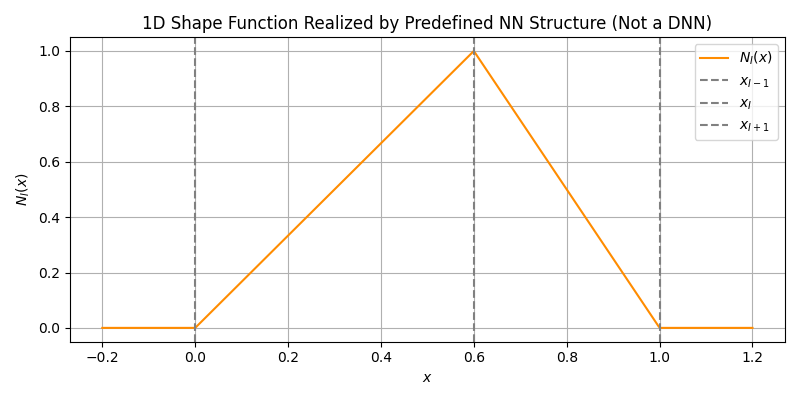 1D Shape Function Realized by Predefined NN Structure (Not a DNN)
N_I(x)
x_{I−1}
x_I
x_{I+1}
1.0
0.8
0.6
0.4
0.2
0.0
N_I(x)
−0.2 0.0 0.2 0.4 0.6 0.8 1.0 1.2
x